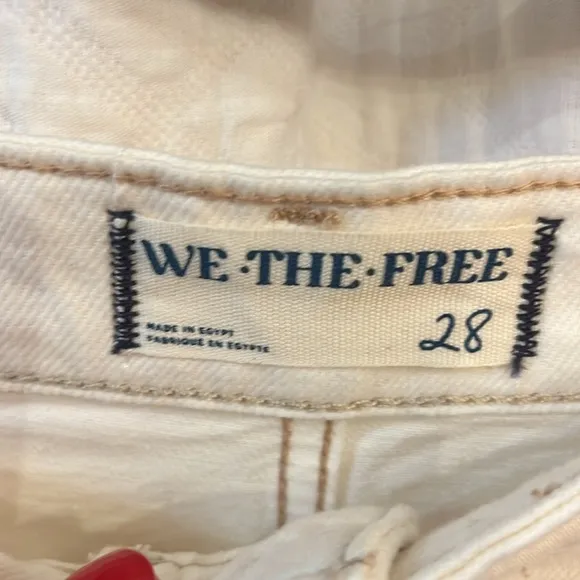 WE·THE·FREE
MADE IN EGYPT
FABRIQUÉ EN EGYPTE
28